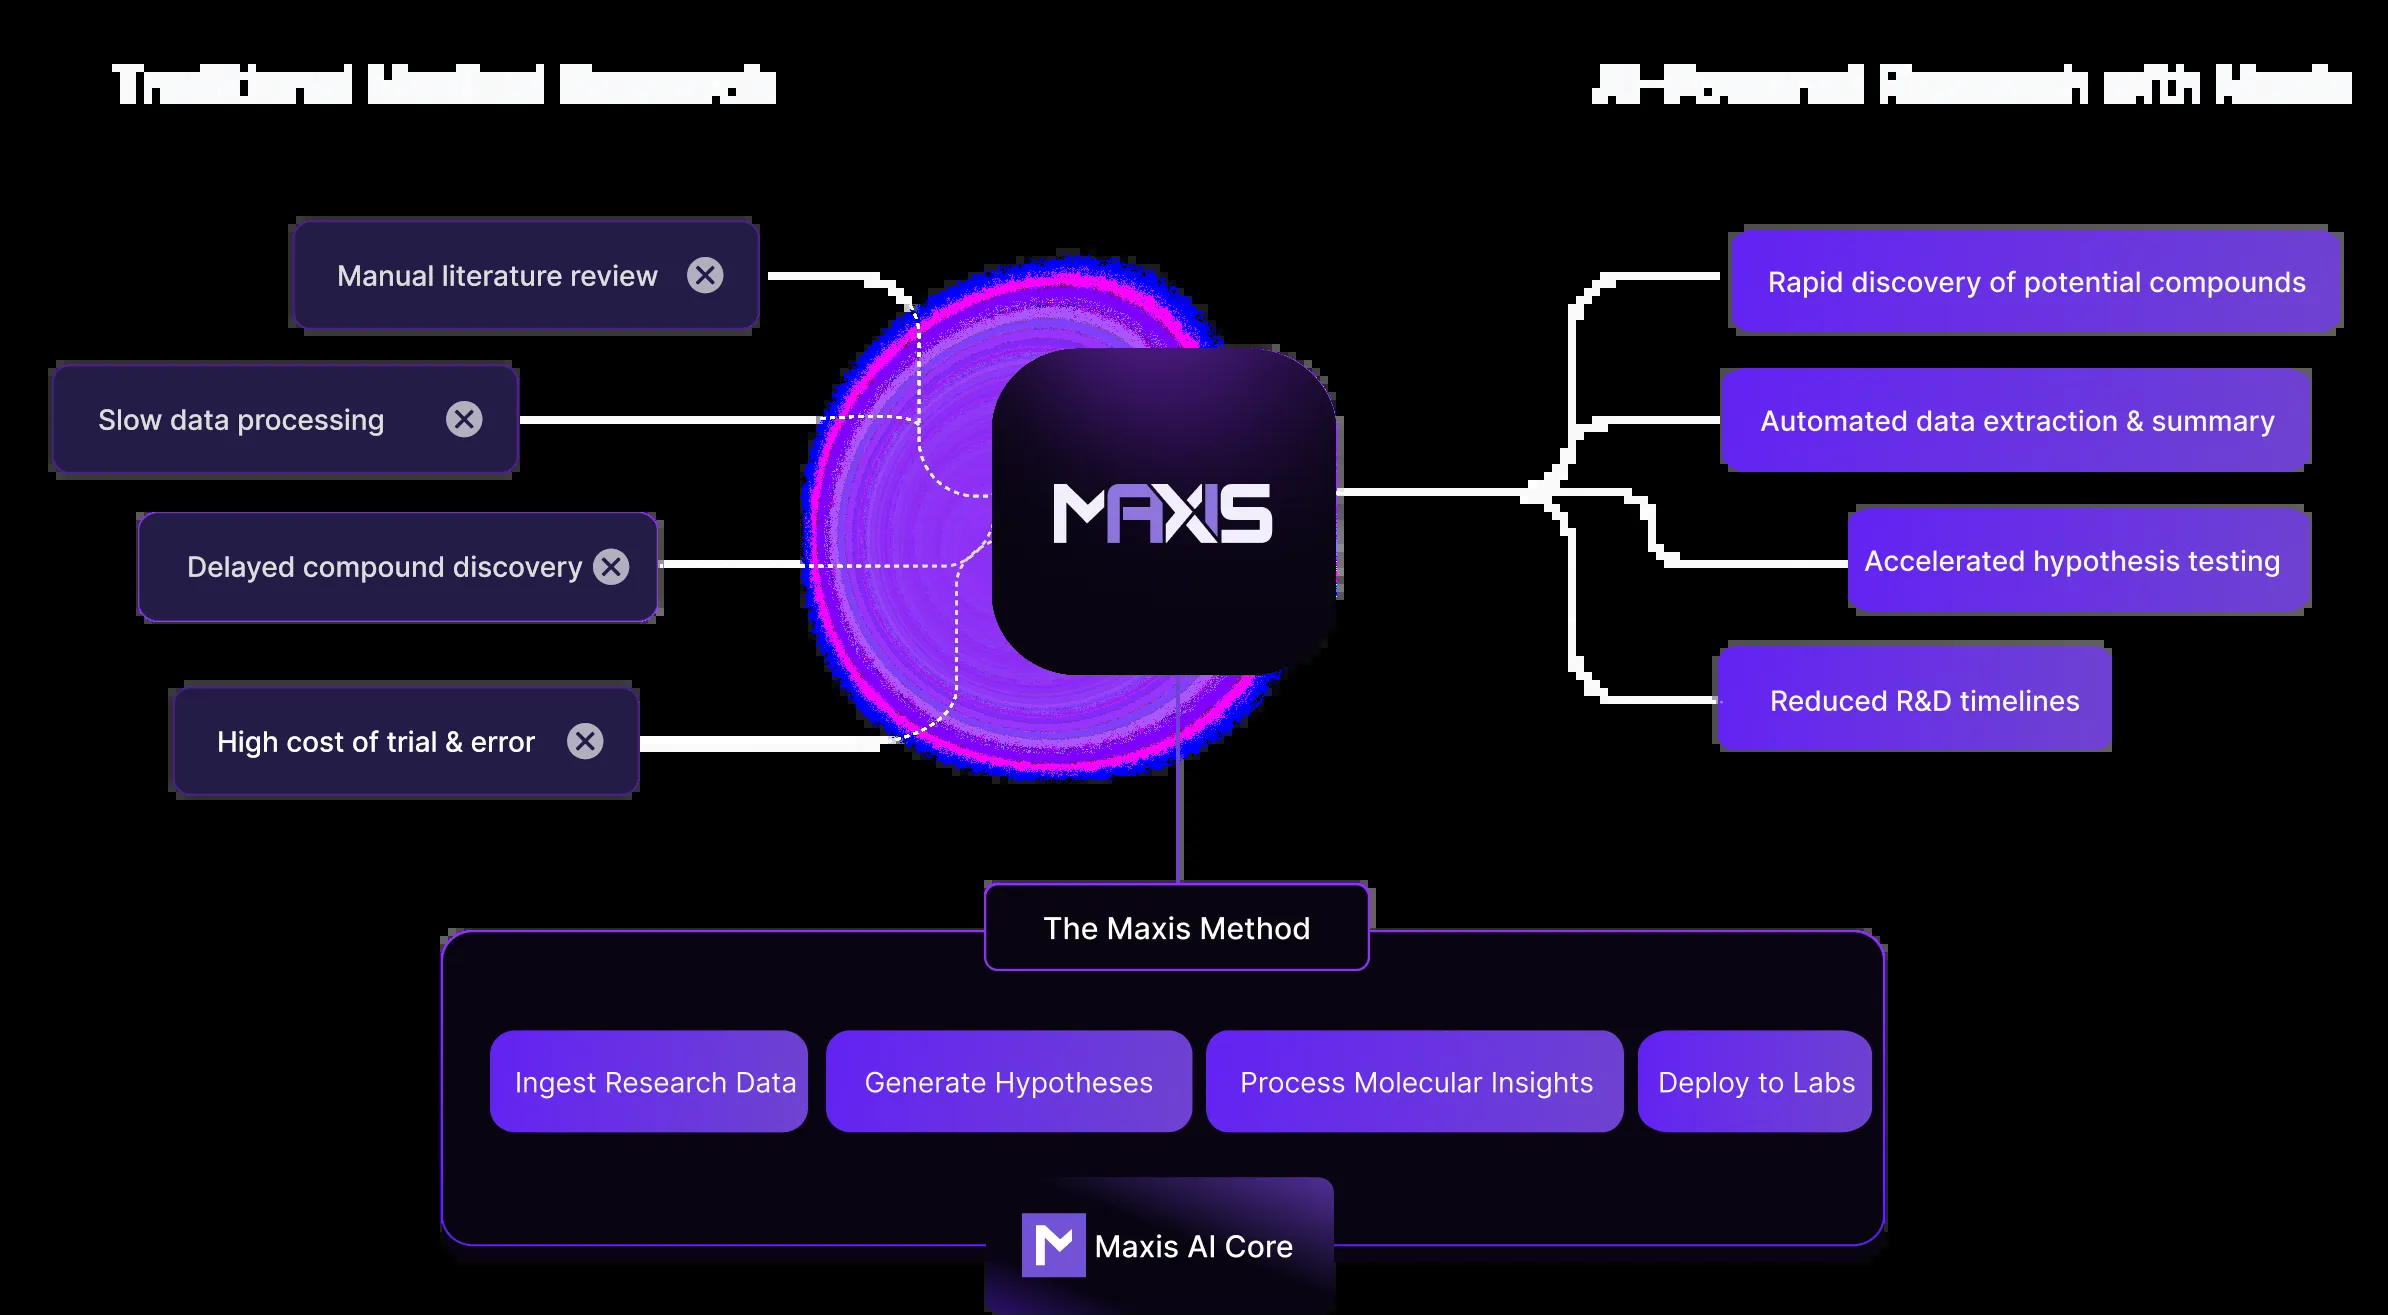 Traditional Medical Research
AI-Powered Research with Maxis
Manual literature review
Slow data processing
Delayed compound discovery
High cost of trial & error
MAXIS
Rapid discovery of potential compounds
Automated data extraction & summary
Accelerated hypothesis testing
Reduced R&D timelines
The Maxis Method
Ingest Research Data
Generate Hypotheses
Process Molecular Insights
Deploy to Labs
Maxis AI Core